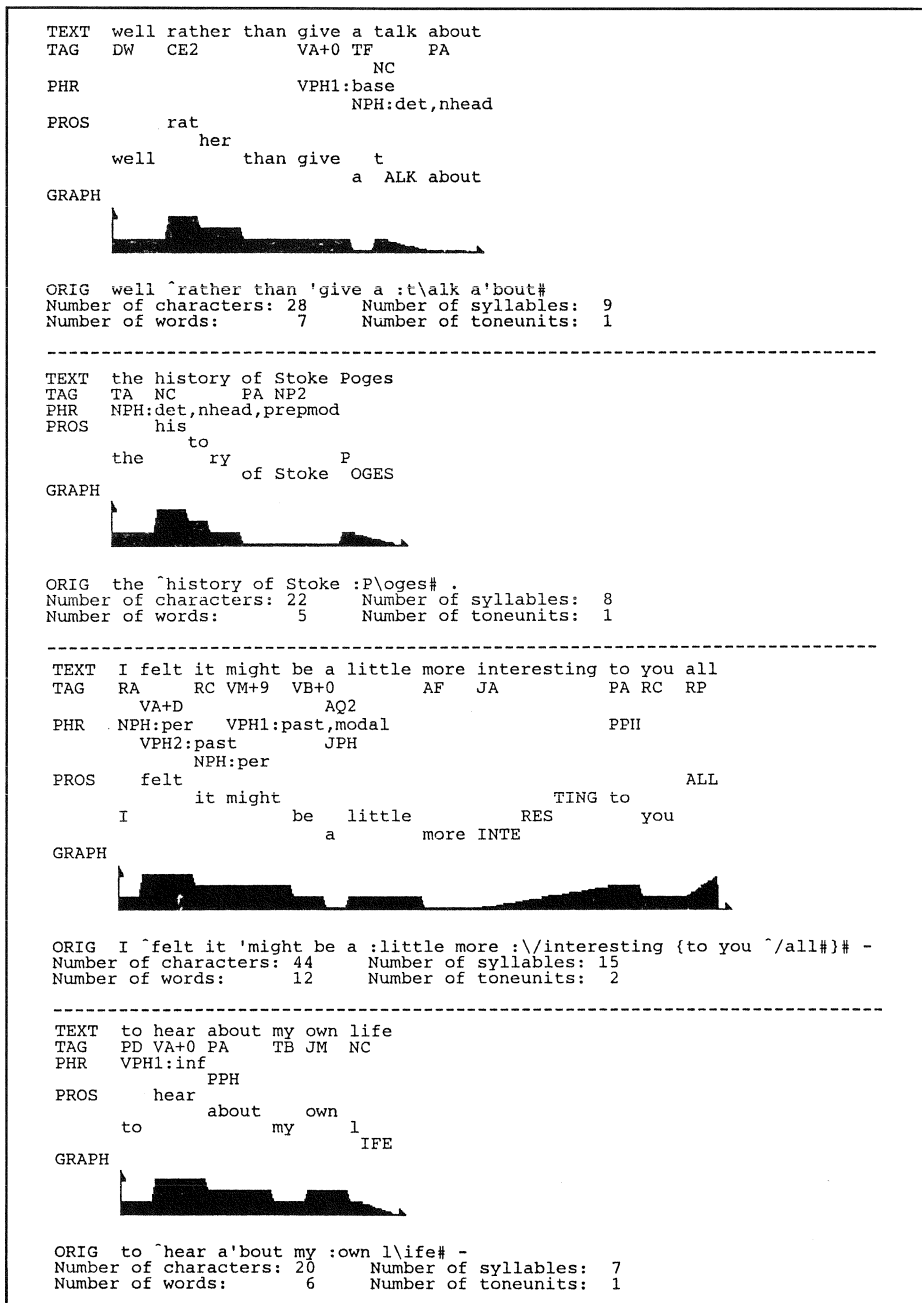 TEXT  well rather than give a talk about
TAG   DW   CE2         VA+0 TF     PA
                              NC
PHR                    VPH1:base
                            NPH:det,nhead
PROS       rat
              her
      well        than give   t
                            a  ALK about
GRAPH
ORIG  well ^rather than 'give a :t\alk a'bout#
Number of characters: 28     Number of syllables:  9
Number of words:       7     Number of toneunits:  1
TEXT  the history of Stoke Poges
TAG   TA  NC      PA NP2
PHR   NPH:det,nhead,prepmod
PROS      his
             to
      the      ry         P
                  of Stoke  OGES
GRAPH
ORIG  the ^history of Stoke :P\oges# .
Number of characters: 22     Number of syllables:  8
Number of words:       5     Number of toneunits:  1
TEXT  I felt it might be a little more interesting to you all
TAG   RA     RC VM+9  VB+0        AF   JA           PA RC  RP
        VA+D             AQ2
PHR   NPH:per   VPH1:past,modal                     PPH
        VPH2:past        JPH
             NPH:per
PROS    felt                                               ALL
             it might                          TING to
      I               be   little           RES        you
                         a        more INTE
GRAPH
ORIG  I ^felt it 'might be a :little more :\/interesting {to you ^/all#}# -
Number of characters: 44     Number of syllables: 15
Number of words:      12     Number of toneunits:  2
TEXT  to hear about my own life
TAG   PD VA+0 PA    TB JM  NC
PHR   VPH1:inf
              PPH
PROS     hear
              about    own
      to            my     l
                            IFE
GRAPH
ORIG  to ^hear a'bout my :own l\ife# -
Number of characters: 20     Number of syllables:  7
Number of words:       6     Number of toneunits:  1